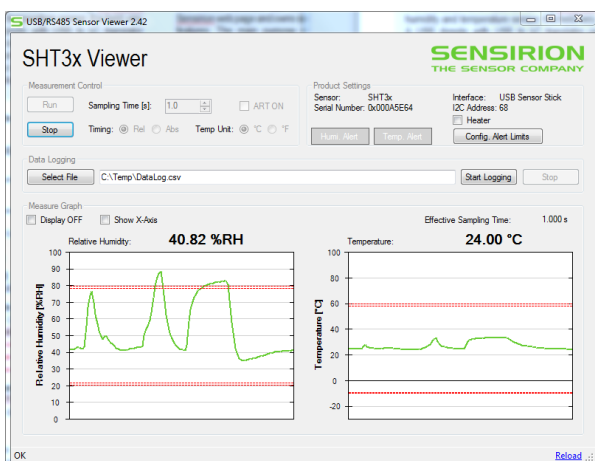 USB/RS485 Sensor Viewer 2.42
SHT3x Viewer
SENSIRION
THE SENSOR COMPANY
Measurement Control
Run
Sampling Time [s]: 1.0
ART ON
Stop
Timing: Rel Abs Temp Unit: °C °F
Product Settings
Sensor: SHT3x
Serial Number: 0x000A5E64
Interface: USB Sensor Stick
I2C Address: 68
Heater
Hum. Alert
Temp. Alert
Config. Alert Limits
Data Logging
Select File
C:\Temp\DataLog.csv
Start Logging
Stop
Measure Graph
Display OFF
Show X-Axis
Effective Sampling Time: 1.000 s
Relative Humidity: 40.82 %RH
100
90
80
70
60
50
40
30
20
10
0
Relative Humidity [%RH]
Temperature: 24.00 °C
100
80
60
40
20
0
-20
Temperature [°C]
OK
Reload